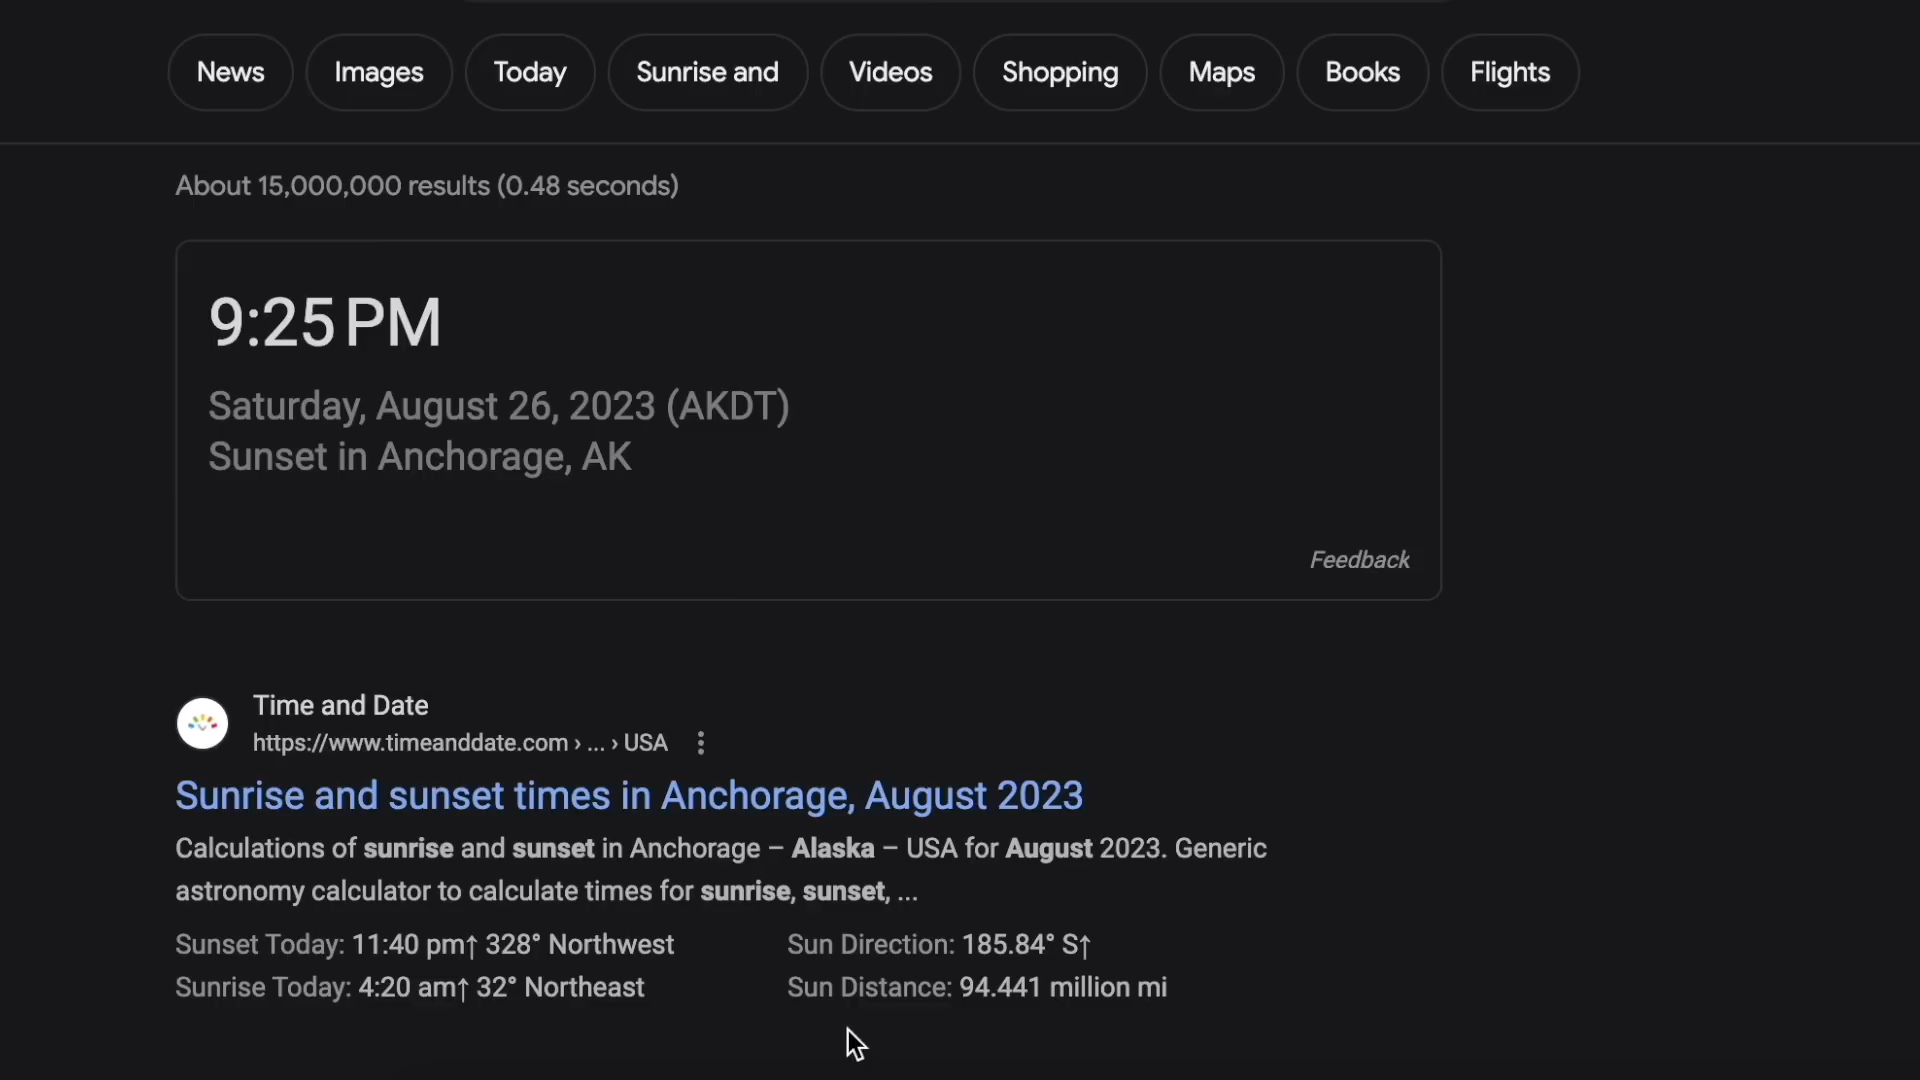 News Images Today Sunrise and Videos Shopping Maps Books Flights
About 15,000,000 results (0.48 seconds)
9:25 PM
Saturday, August 26, 2023 (AKDT)
Sunset in Anchorage, AK
Feedback
Time and Date
https://www.timeanddate.com › ... › USA
Sunrise and sunset times in Anchorage, August 2023
Calculations of sunrise and sunset in Anchorage – Alaska – USA for August 2023. Generic
astronomy calculator to calculate times for sunrise, sunset, ...
Sunset Today: 11:40 pm↑ 328° Northwest Sun Direction: 185.84° S↑
Sunrise Today: 4:20 am↑ 32° Northeast Sun Distance: 94.441 million mi